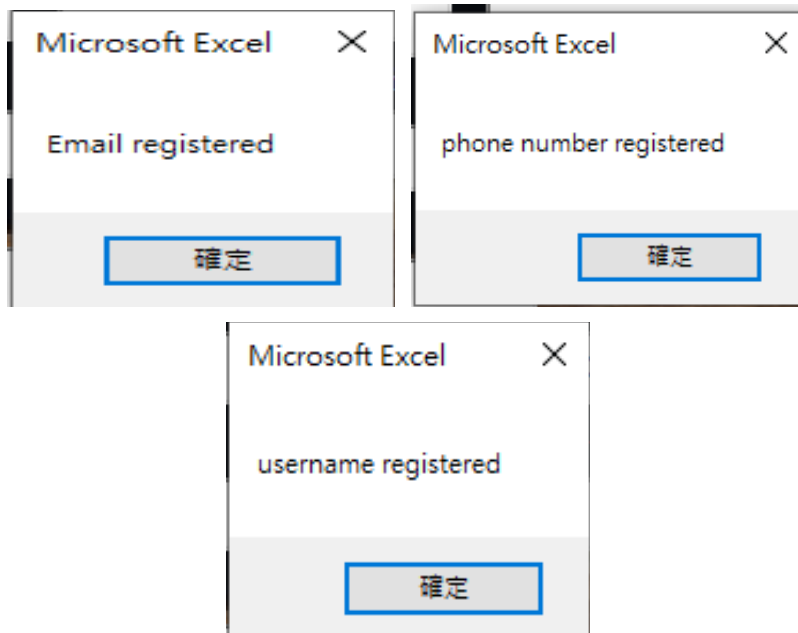 Microsoft Excel
Email registered
確定
Microsoft Excel
phone number registered
確定
Microsoft Excel
username registered
確定